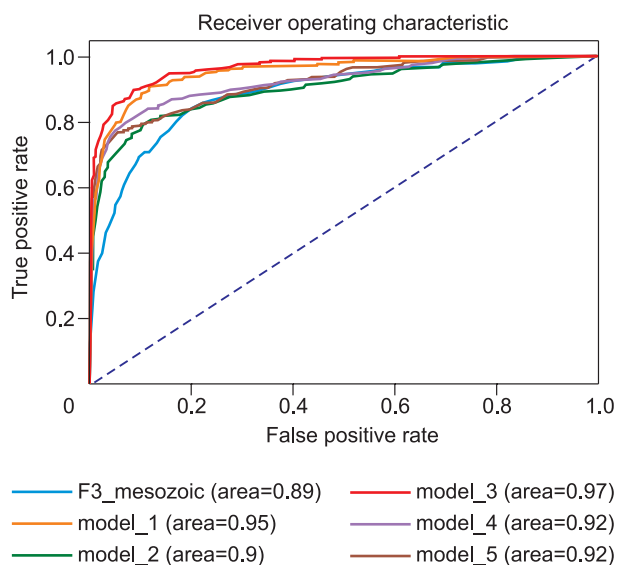 Receiver operating characteristic
True positive rate
1.0
0.8
0.6
0.4
0.2
0
0.2
0.4
0.6
0.8
1.0
False positive rate
F3_mesozoic (area=0.89)
model_1 (area=0.95)
model_2 (area=0.9)
model_3 (area=0.97)
model_4 (area=0.92)
model_5 (area=0.92)